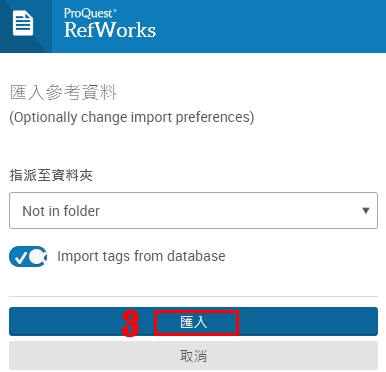 ProQuest®
RefWorks
匯入參考資料
(Optionally change import preferences)
指派至資料夾
Not in folder
Import tags from database
3 匯入
取消